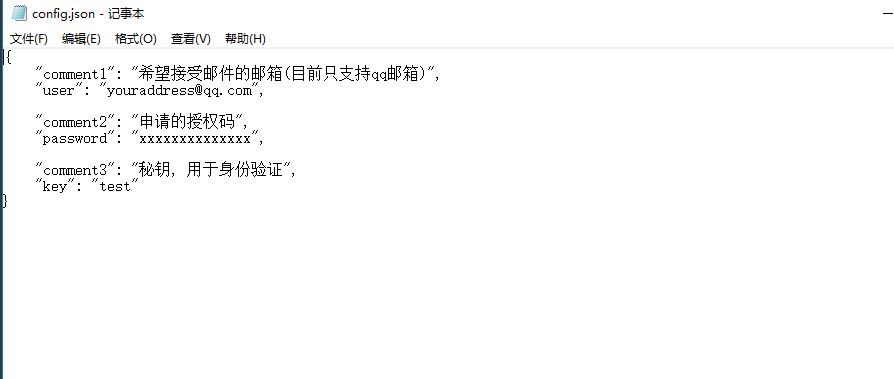 config.json - 记事本
文件(F) 编辑(E) 格式(O) 查看(V) 帮助(H)
{
"comment1": "希望接受邮件的邮箱(目前只支持qq邮箱)",
"user": "youraddress@qq.com",
"comment2": "申请的授权码",
"password": "xxxxxxxxxxxxxx",
"comment3": "秘钥, 用于身份验证",
"key": "test"
}